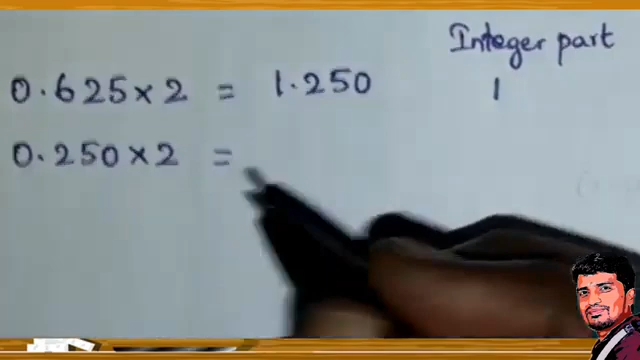 Integer part
0.625×2 = 1.250 1
0.250×2 =